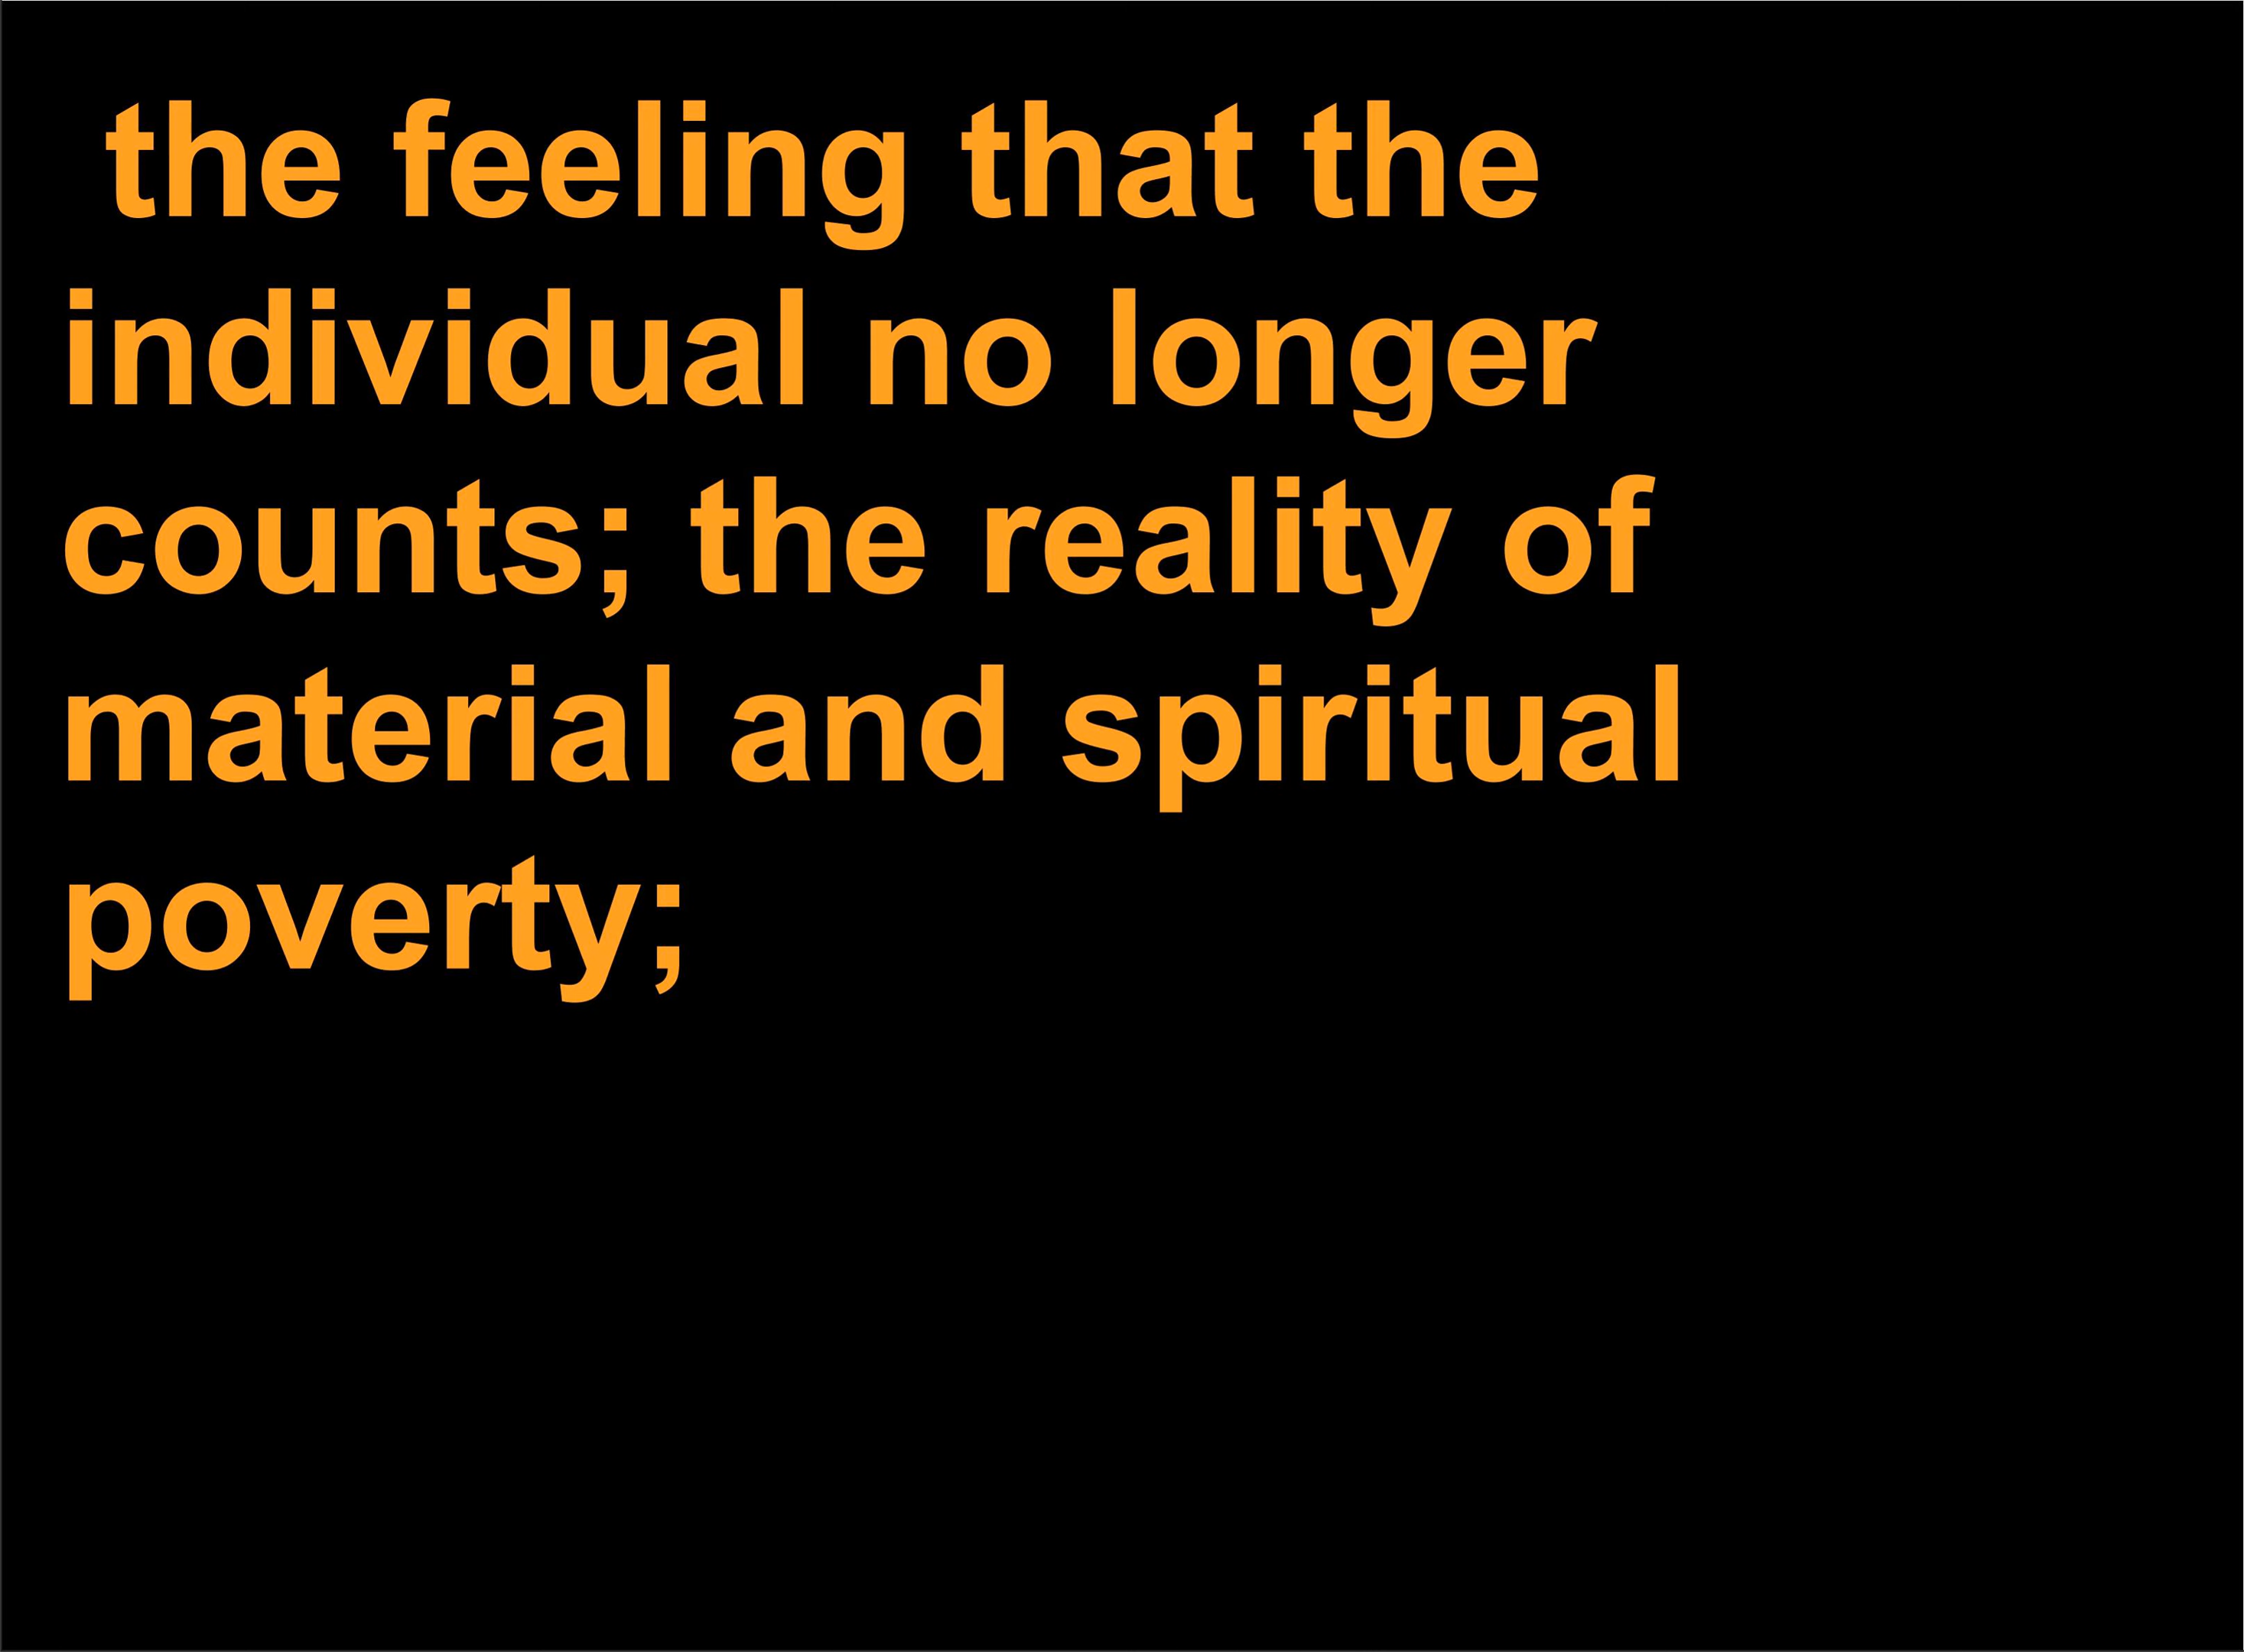 the feeling that the
individual no longer
counts; the reality of
material and spiritual
poverty;